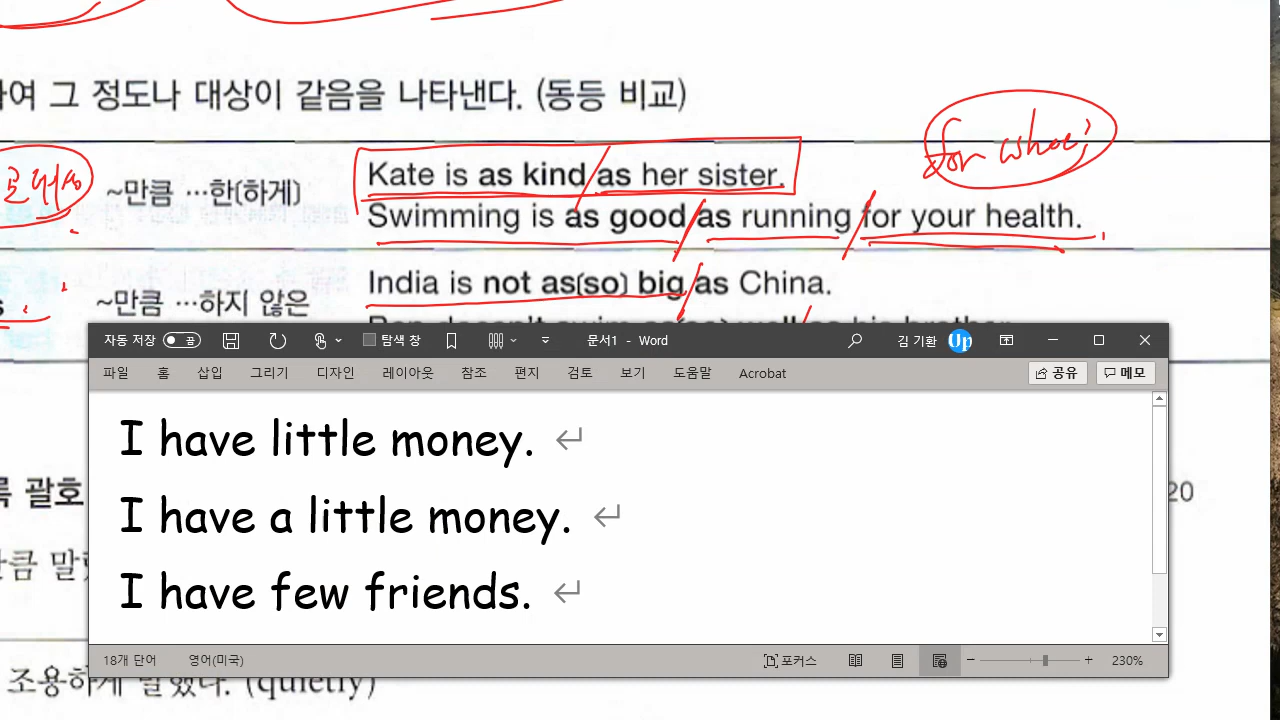 하여 그 정도나 대상이 같음을 나타낸다. (동등 비교)
~만큼 …한(하게)
Kate is as kind as her sister.
Swimming is as good as running for your health.
~만큼 …하지 않은
India is not as(so) big as China.
자동 저장 끔 탐색 창 문서1 - Word 김 기환 Up
파일 홈 삽입 그리기 디자인 레이아웃 참조 편지 검토 보기 도움말 Acrobat 공유 메모
I have little money.
I have a little money.
I have few friends.
괄호
20
만큼
18개 단어 영어(미국) 포커스 230%
조용하게 말했다. (quietly)